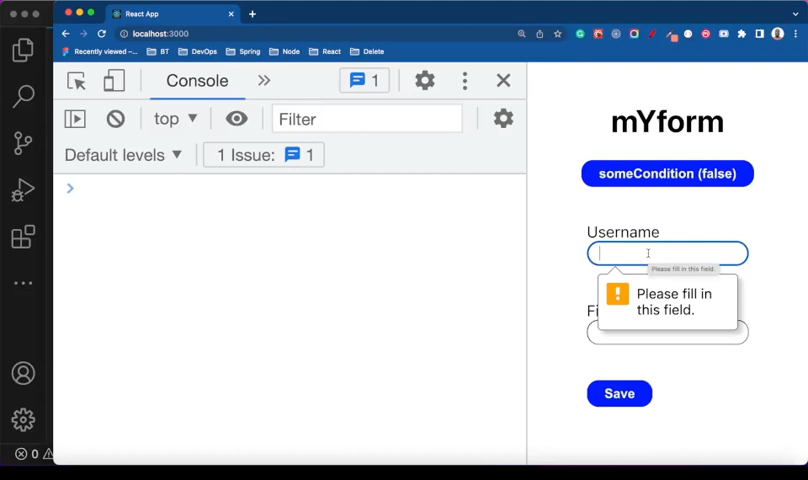 React App
localhost:3000
Recently viewed –... BT DevOps Spring Node React Delete
Console
1
top
Filter
Default levels
1 Issue: 1
mYform
someCondition (false)
Username
Please fill in this field.
Please fill in
this field.
Fi
Save
0